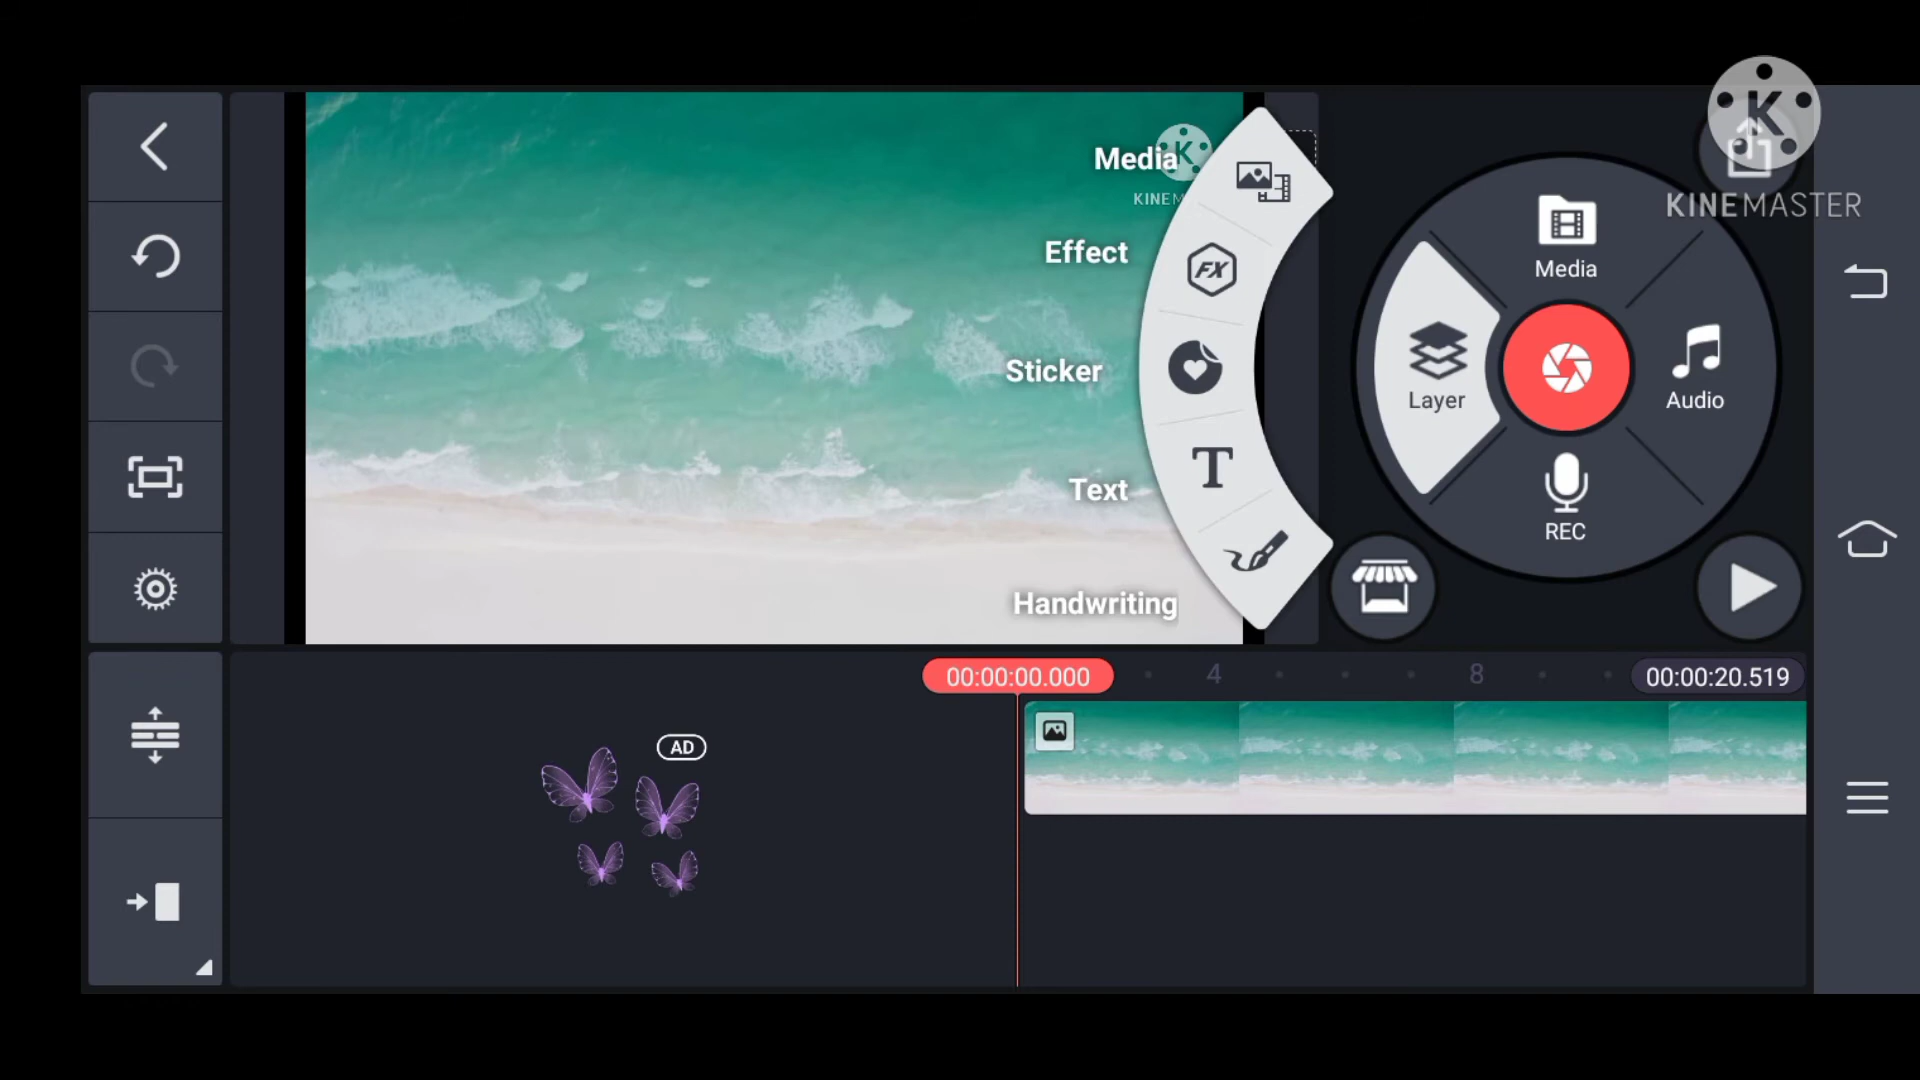 Media
K
KINEM
Effect
Sticker
Text
Handwriting
FX
T
K
KINEMASTER
Media
Layer
Audio
REC
00:00:00.000
4
8
00:00:20.519
AD